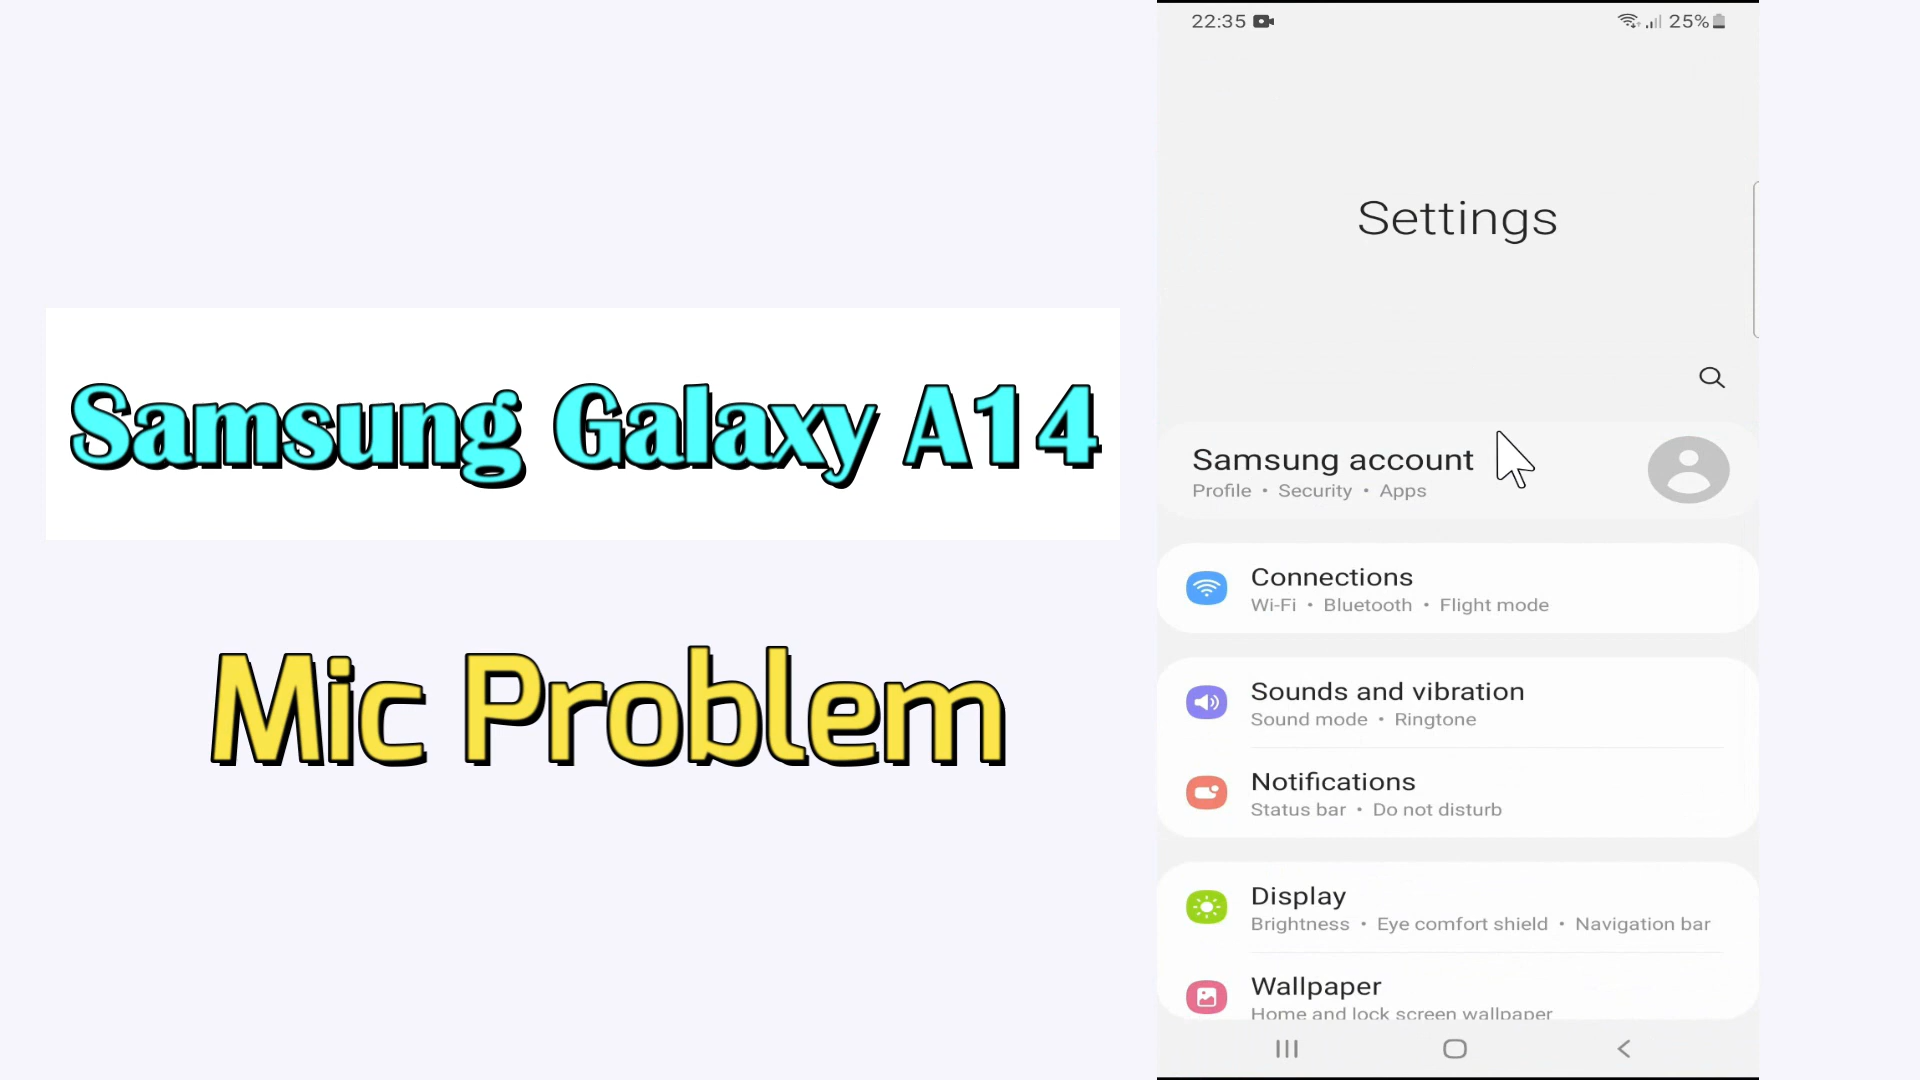 Samsung Galaxy A14
Mic Problem
22:35
25%
Settings
Samsung account
Profile • Security • Apps
Connections
Wi-Fi • Bluetooth • Flight mode
Sounds and vibration
Sound mode • Ringtone
Notifications
Status bar • Do not disturb
Display
Brightness • Eye comfort shield • Navigation bar
Wallpaper
Home and lock screen wallpaper